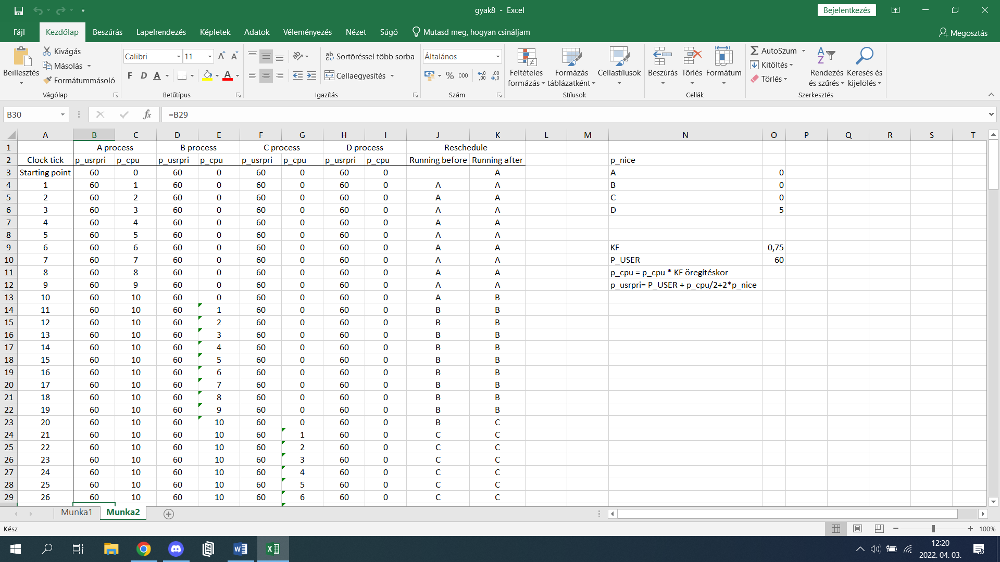 gyak8 - Excel
Bejelentkezés
Fájl Kezdőlap Beszúrás Lapelrendezés Képletek Adatok Véleményezés Nézet Súgó Mutasd meg, hogyan csináljam Megosztás
Beillesztés
Kivágás
Másolás
Formátummásoló
Vágólap
Calibri 11
F D A
Betűtípus
Sortöréssel több sorba
Cellaegyesítés
Igazítás
Általános
% 000
Szám
Feltételes formázás
Formázás táblázatként
Cellastílusok
Stílusok
Beszúrás Törlés Formátum
Cellák
AutoSzum
Kitöltés
Törlés
Rendezés és szűrés
Keresés és kijelölés
Szerkesztés
B30 fx =B29
A B C D E F G H I J K L M N O P Q R S T
1 A process B process C process D process Reschedule
2 Clock tick p_usrpri p_cpu p_usrpri p_cpu p_usrpri p_cpu p_usrpri p_cpu Running before Running after p_nice
3 Starting point 60 0 60 0 60 0 60 0 A A 0
4 1 60 1 60 0 60 0 60 0 A A B 0
5 2 60 2 60 0 60 0 60 0 A A C 0
6 3 60 3 60 0 60 0 60 0 A A D 5
7 4 60 4 60 0 60 0 60 0 A A
8 5 60 5 60 0 60 0 60 0 A A
9 6 60 6 60 0 60 0 60 0 A A KF 0,75
10 7 60 7 60 0 60 0 60 0 A A P_USER 60
11 8 60 8 60 0 60 0 60 0 A A p_cpu = p_cpu * KF öregítéskor
12 9 60 9 60 0 60 0 60 0 A A p_usrpri= P_USER + p_cpu/2+2*p_nice
13 10 60 10 60 0 60 0 60 0 A B
14 11 60 10 60 1 60 0 60 0 B B
15 12 60 10 60 2 60 0 60 0 B B
16 13 60 10 60 3 60 0 60 0 B B
17 14 60 10 60 4 60 0 60 0 B B
18 15 60 10 60 5 60 0 60 0 B B
19 16 60 10 60 6 60 0 60 0 B B
20 17 60 10 60 7 60 0 60 0 B B
21 18 60 10 60 8 60 0 60 0 B B
22 19 60 10 60 9 60 0 60 0 B B
23 20 60 10 60 10 60 0 60 0 B C
24 21 60 10 60 10 60 1 60 0 C C
25 22 60 10 60 10 60 2 60 0 C C
26 23 60 10 60 10 60 3 60 0 C C
27 24 60 10 60 10 60 4 60 0 C C
28 25 60 10 60 10 60 5 60 0 C C
29 26 60 10 60 10 60 6 60 0 C C
Munka1 Munka2
Kész 100%
12:20
2022. 04. 03.